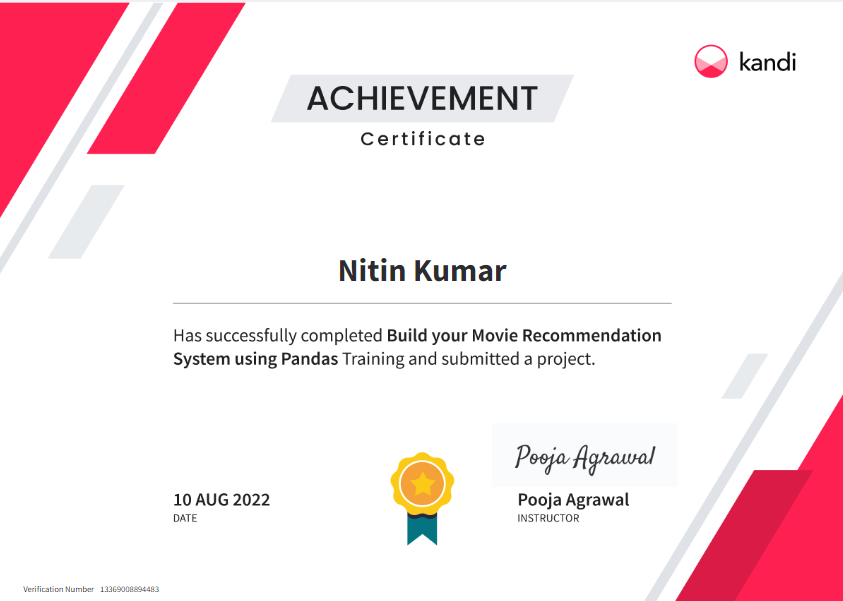 kandi
ACHIEVEMENT
Certificate
Nitin Kumar
Has successfully completed Build your Movie Recommendation
System using Pandas Training and submitted a project.
Pooja Agrawal
10 AUG 2022
DATE
Pooja Agrawal
INSTRUCTOR
Verification Number 13369008894483